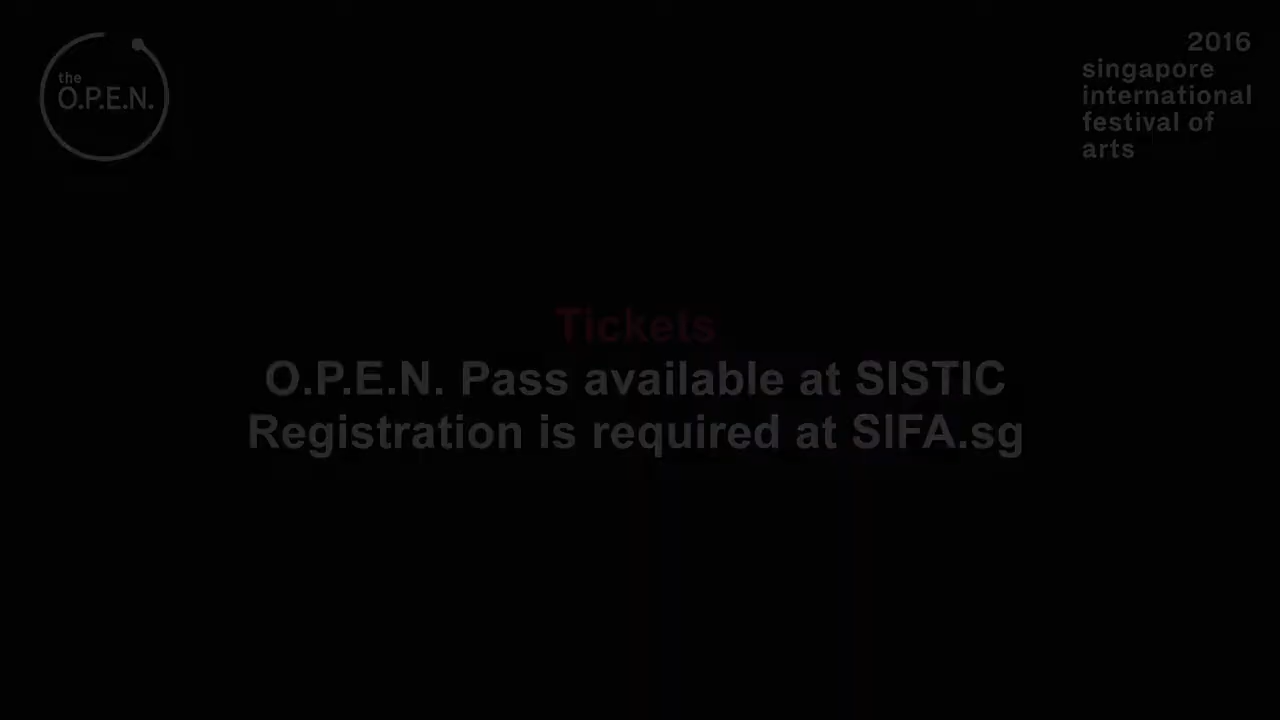 the
O.P.E.N.
2016
singapore
international
festival of
arts
Tickets
O.P.E.N. Pass available at SISTIC
Registration is required at SIFA.sg